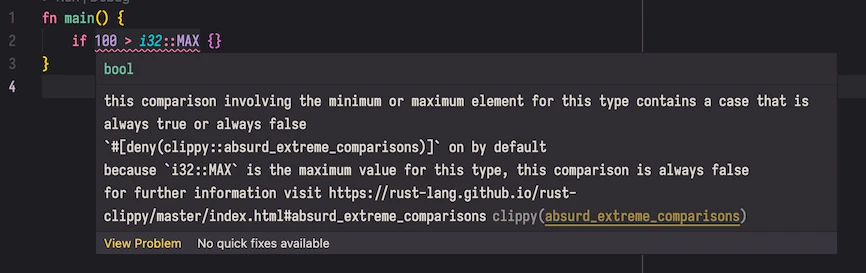 Run | Debug
1 fn main() {
2 if 100 > i32::MAX {}
3 }
4
bool
this comparison involving the minimum or maximum element for this type contains a case that is
always true or always false
`#[deny(clippy::absurd_extreme_comparisons)]` on by default
because `i32::MAX` is the maximum value for this type, this comparison is always false
for further information visit https://rust-lang.github.io/rust-
clippy/master/index.html#absurd_extreme_comparisons clippy(absurd_extreme_comparisons)
View Problem No quick fixes available